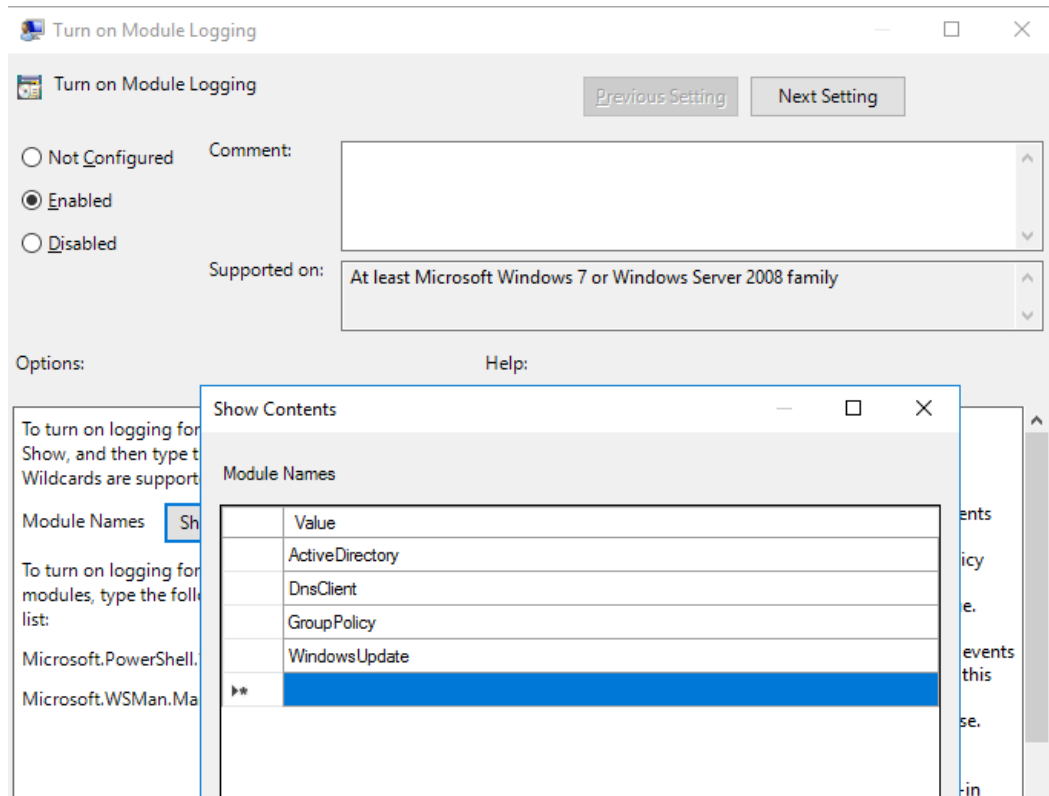 Turn on Module Logging
Turn on Module Logging
Previous Setting
Next Setting
Not Configured
Comment:
Enabled
Disabled
Supported on:
At least Microsoft Windows 7 or Windows Server 2008 family
Options:
Help:
To turn on logging for
Show, and then type t
Wildcards are support
Module Names
Sh
To turn on logging for
modules, type the follo
list:
Microsoft.PowerShell.
Microsoft.WSMan.Ma
Show Contents
Module Names
Value
ActiveDirectory
DnsClient
GroupPolicy
WindowsUpdate
ents
icy
e.
events
this
se.
-in